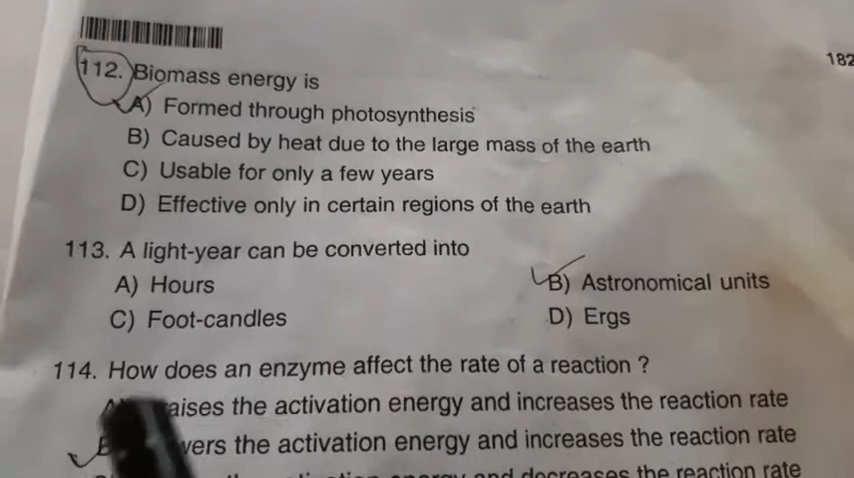 182
112. Biomass energy is
A) Formed through photosynthesis
B) Caused by heat due to the large mass of the earth
C) Usable for only a few years
D) Effective only in certain regions of the earth
113. A light-year can be converted into
A) Hours B) Astronomical units
C) Foot-candles D) Ergs
114. How does an enzyme affect the rate of a reaction ?
the activation energy and increases the reaction rate
the activation energy and increases the reaction rate
and decreases the reaction rate